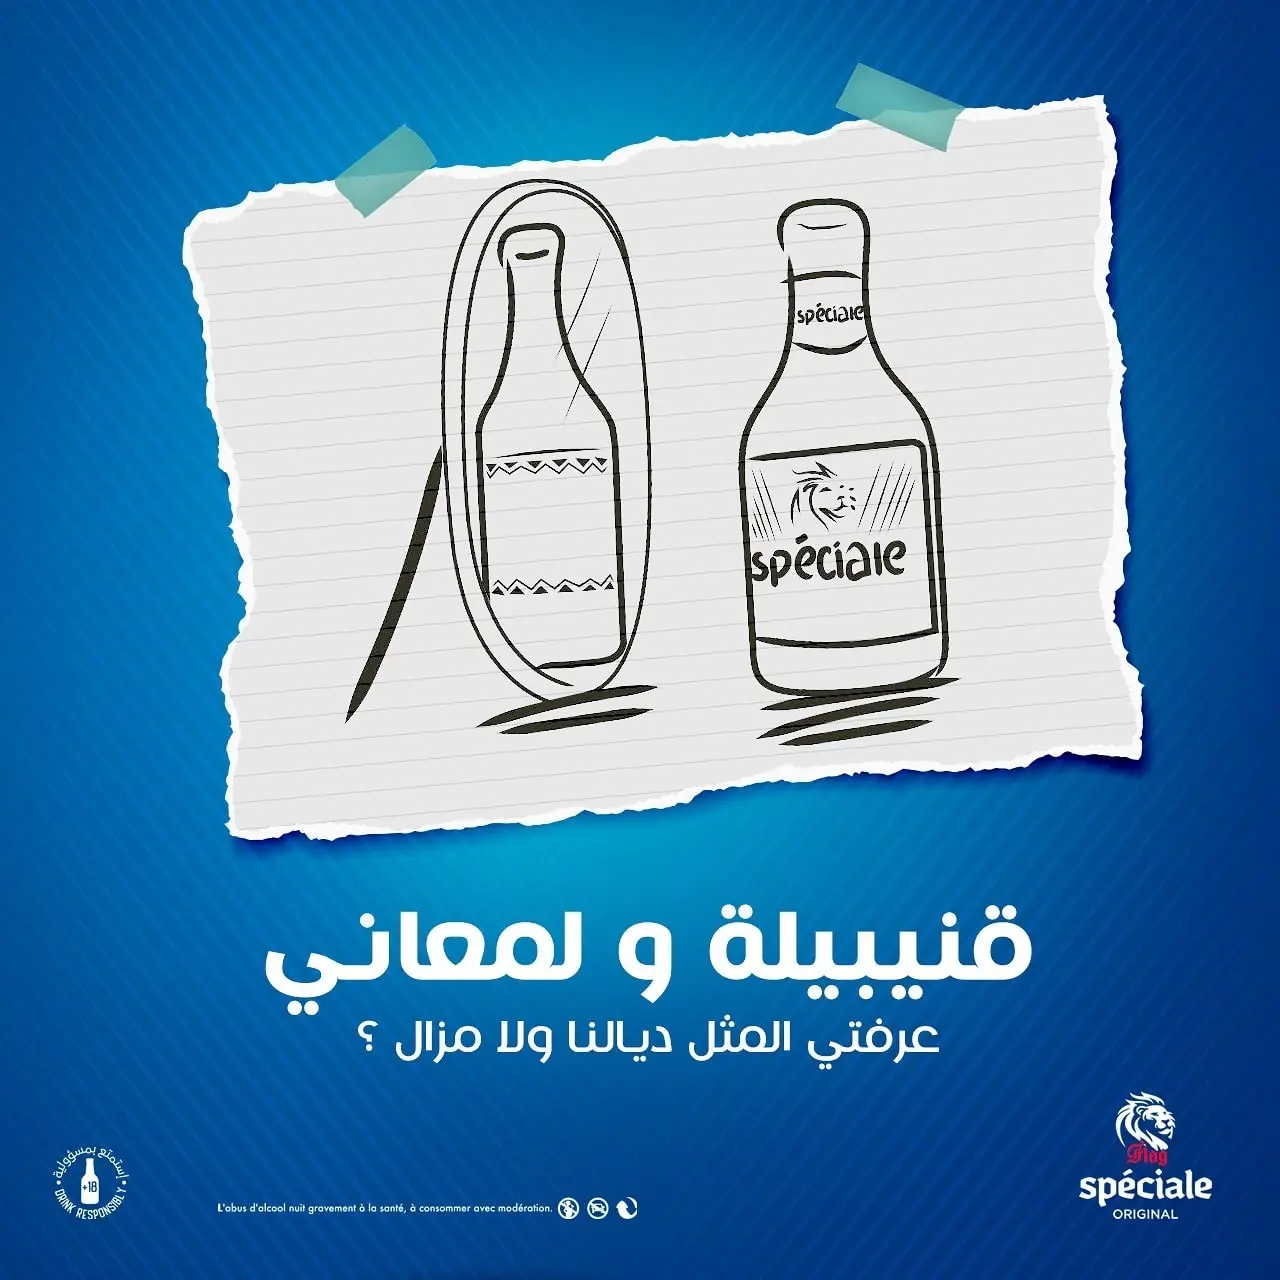 spéciale
spéciale
قنيبيلة و لمعاني
عرفتي المثل ديالنا ولا مزال ؟
إستمتع بمسؤولية
+18
DRINK RESPONSIBLY
L'abus d'alcool nuit gravement à la santé, à consommer avec modération.
Flag
spéciale
ORIGINAL